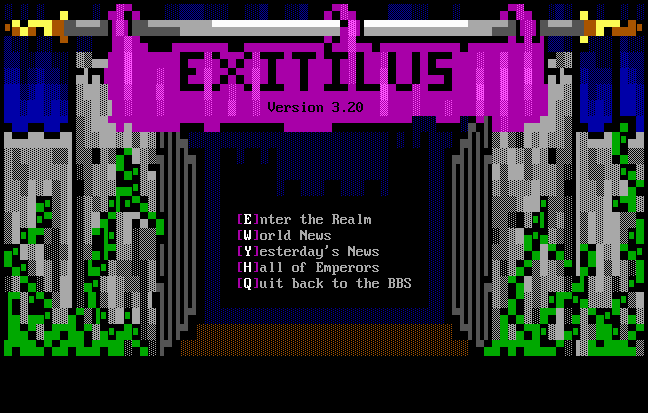 EXITILUS
Version 3.20
[E]nter the Realm
[W]orld News
[Y]esterday's News
[H]all of Emperors
[Q]uit back to the BBS